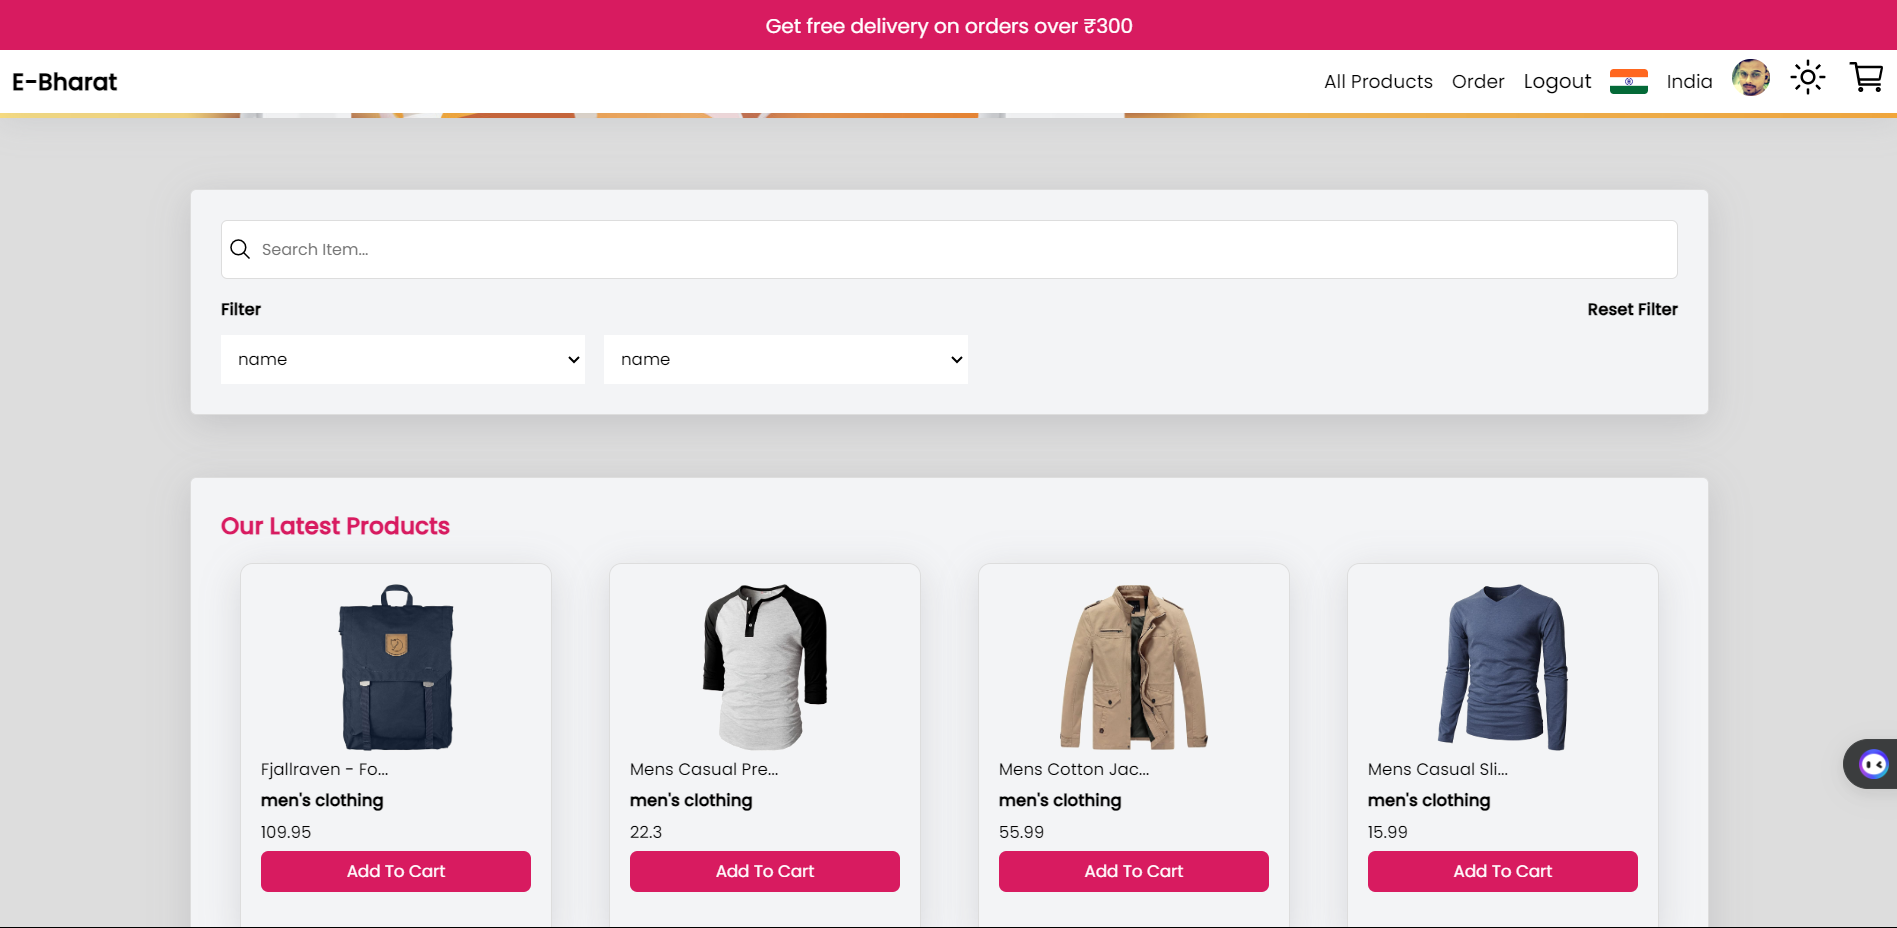 Get free delivery on orders over ₹300
E-Bharat
All Products Order Logout India
Search Item...
Filter
Reset Filter
name
name
Our Latest Products
Fjallraven - Fo...
men's clothing
109.95
Add To Cart
Mens Casual Pre...
men's clothing
22.3
Add To Cart
Mens Cotton Jac...
men's clothing
55.99
Add To Cart
Mens Casual Sli...
men's clothing
15.99
Add To Cart